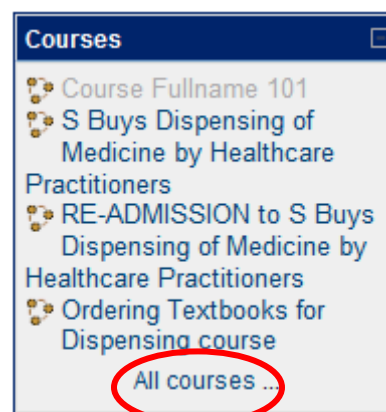 Courses
Course Fullname 101
S Buys Dispensing of
Medicine by Healthcare
Practitioners
RE-ADMISSION to S Buys
Dispensing of Medicine by
Healthcare Practitioners
Ordering Textbooks for
Dispensing course
All courses ...